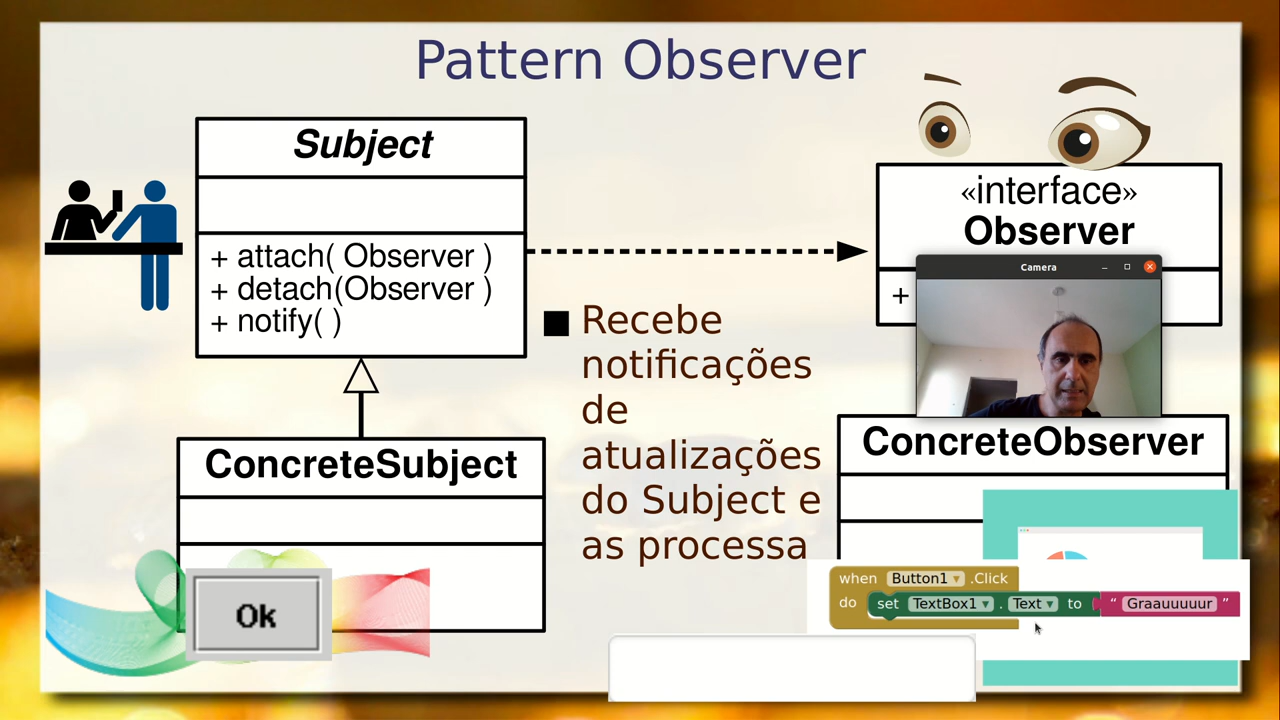 Pattern Observer
Subject
+ attach( Observer )
+ detach(Observer )
+ notify( )
«interface»
Observer
+
Camera
Recebe
notificações
de
atualizações
do Subject e
as processa
ConcreteSubject
ConcreteObserver
Ok
when Button1 .Click
do set TextBox1 . Text to “ Graauuuuur ”